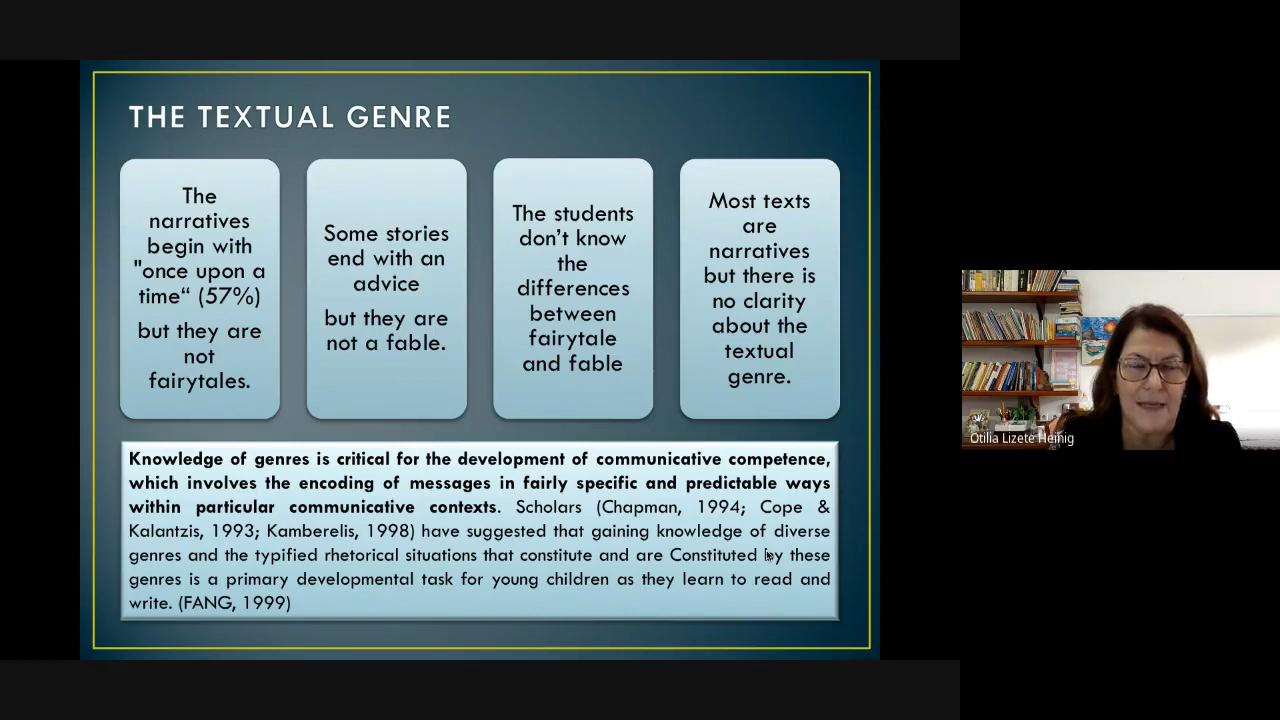 THE TEXTUAL GENRE
The
narratives
begin with
"once upon a
time“ (57%)
but they are
not
fairytales.
Some stories
end with an
advice
but they are
not a fable.
The students
don’t know
the
differences
between
fairytale
and fable
Most texts
are
narratives
but there is
no clarity
about the
textual
genre.
Knowledge of genres is critical for the development of communicative competence,
which involves the encoding of messages in fairly specific and predictable ways
within particular communicative contexts. Scholars (Chapman, 1994; Cope &
Kalantzis, 1993; Kamberelis, 1998) have suggested that gaining knowledge of diverse
genres and the typified rhetorical situations that constitute and are Constituted by these
genres is a primary developmental task for young children as they learn to read and
write. (FANG, 1999)
Otilia Lizete Heinig